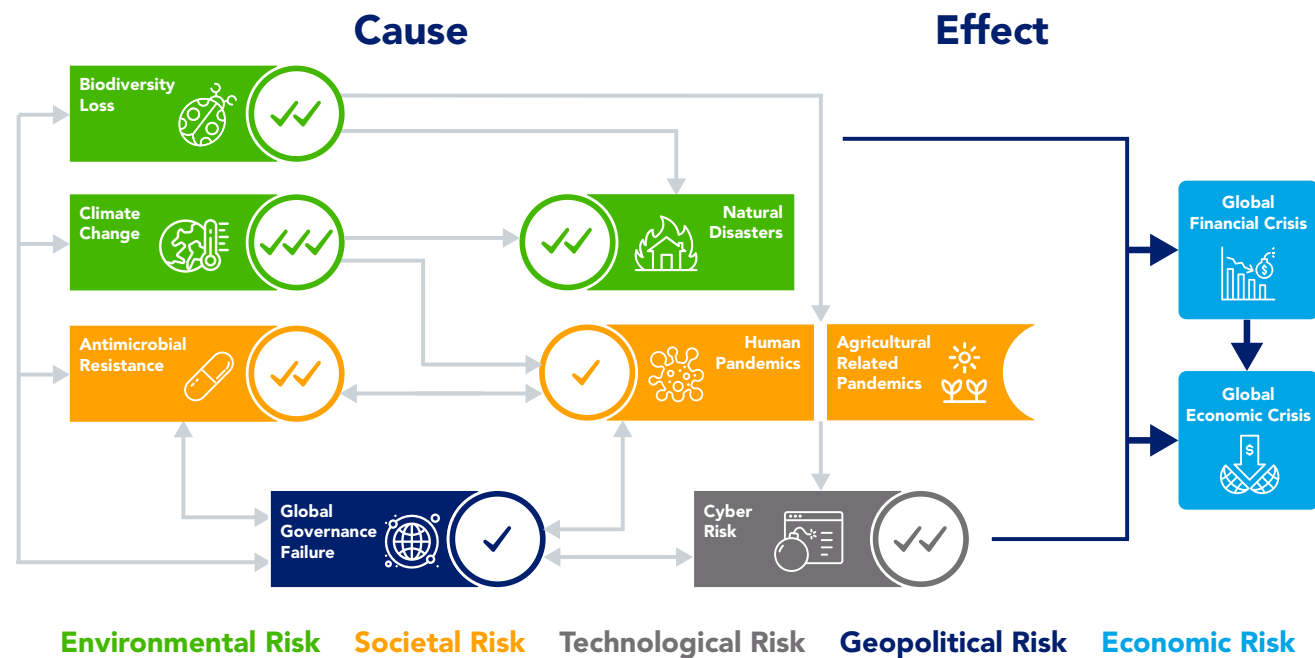 Cause
Effect
Biodiversity
Loss
Climate
Change
Natural
Disasters
Global
Financial Crisis
$
Antimicrobial
Resistance
Human
Pandemics
Agricultural
Related
Pandemics
Global
Economic Crisis
$
Global
Governance
Failure
Cyber
Risk
Environmental Risk
Societal Risk
Technological Risk
Geopolitical Risk
Economic Risk